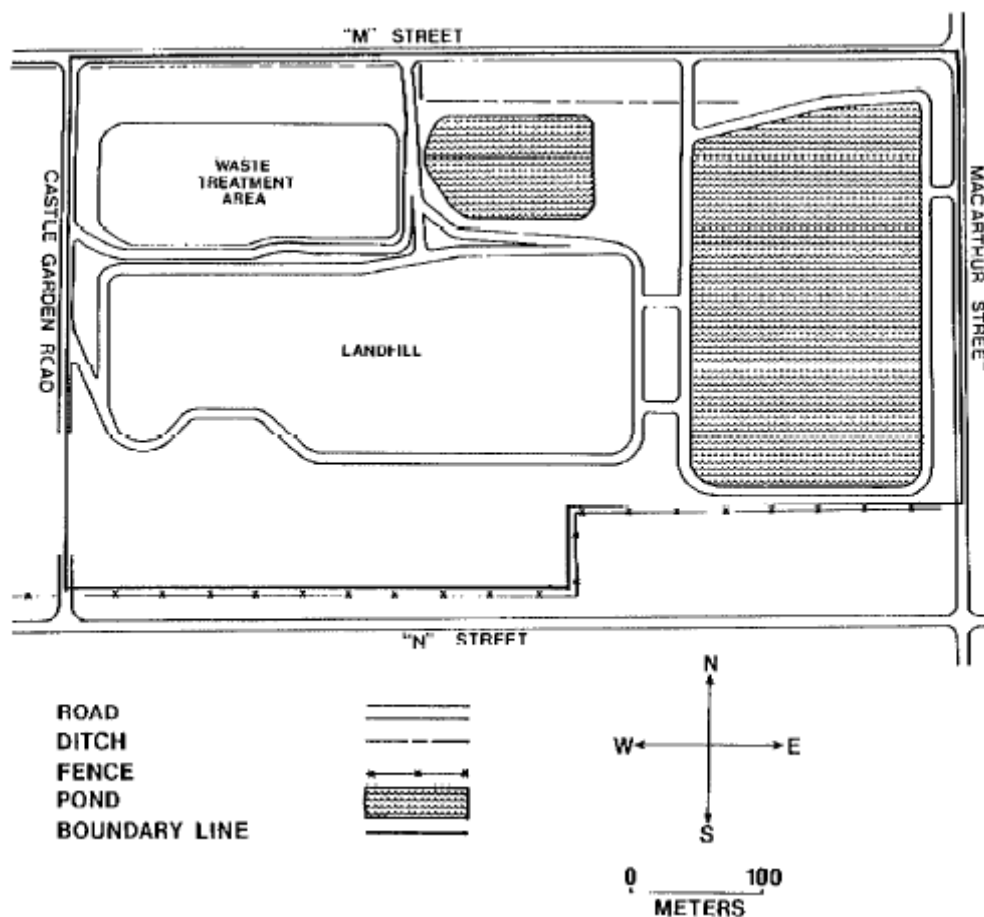 "M" STREET
WASTE
TREATMENT
AREA
CASTLE GARDEN ROAD
MACARTHUR STREET
LANDFILL
"N" STREET
ROAD
DITCH
FENCE
POND
BOUNDARY LINE
N
W
E
S
0
100
METERS